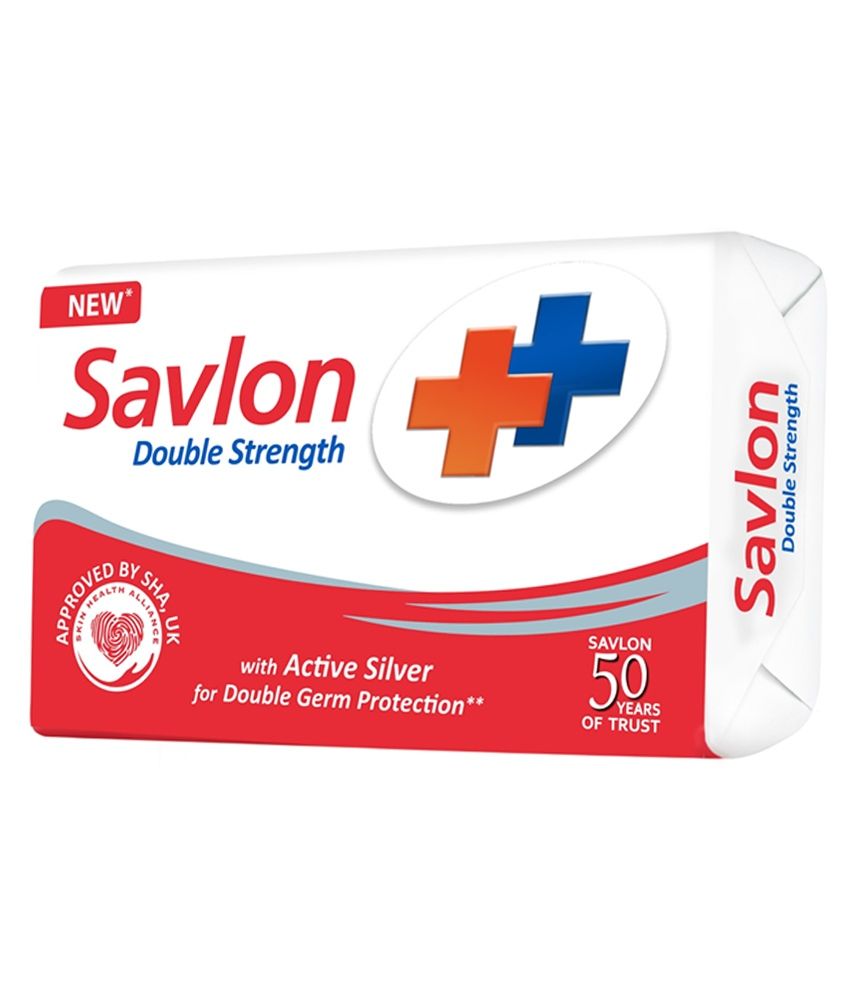 NEW*
Savlon
Double Strength
APPROVED BY SHA, UK
SKIN HEALTH ALLIANCE
with Active Silver
for Double Germ Protection**
SAVLON
50
YEARS
OF TRUST
Savlon
Double Strength